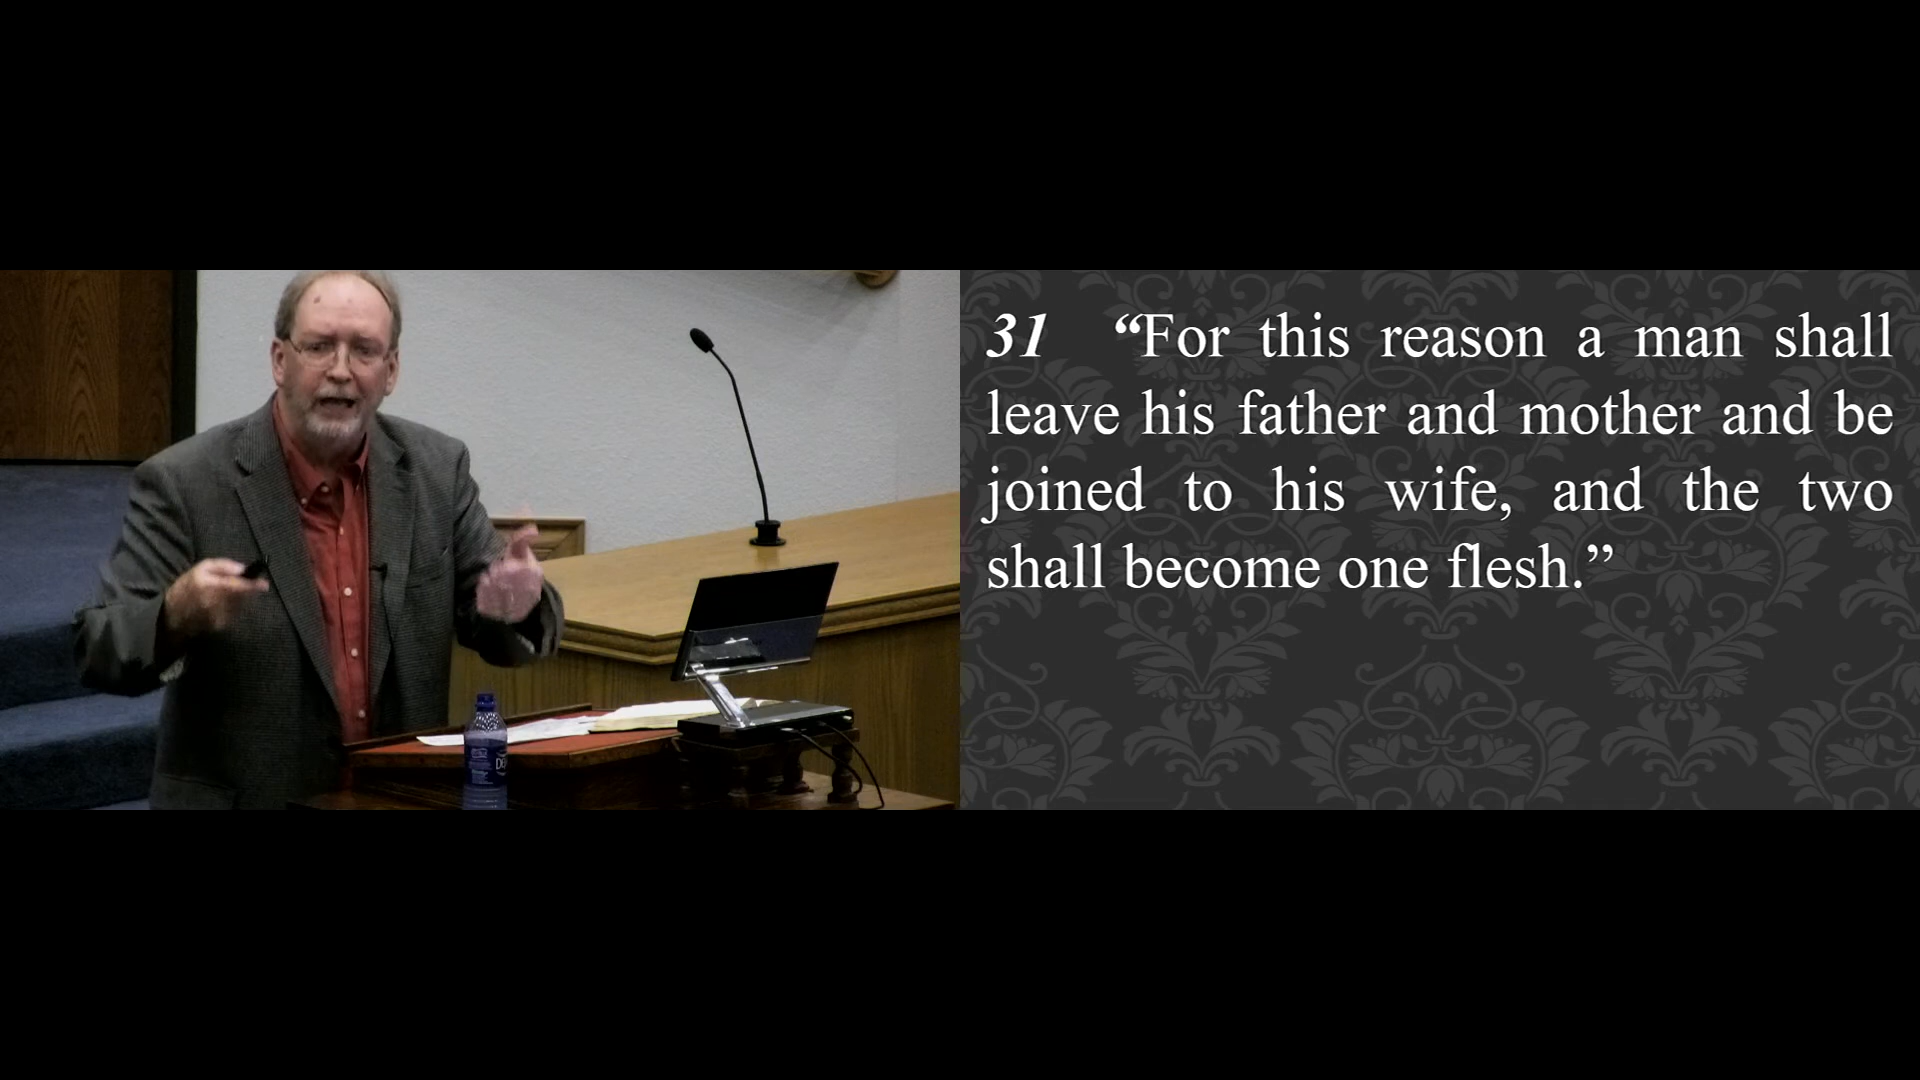 31 “For this reason a man shall
leave his father and mother and be
joined to his wife, and the two
shall become one flesh.”